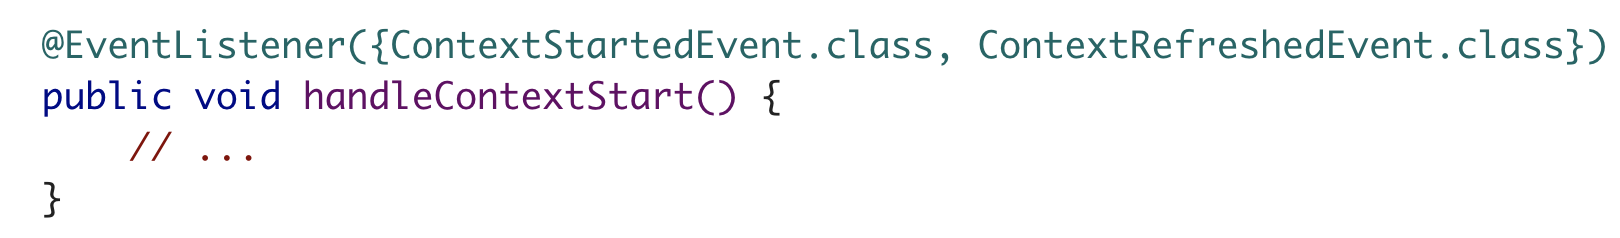 @EventListener({ContextStartedEvent.class, ContextRefreshedEvent.class})
public void handleContextStart() {
    // ...
}